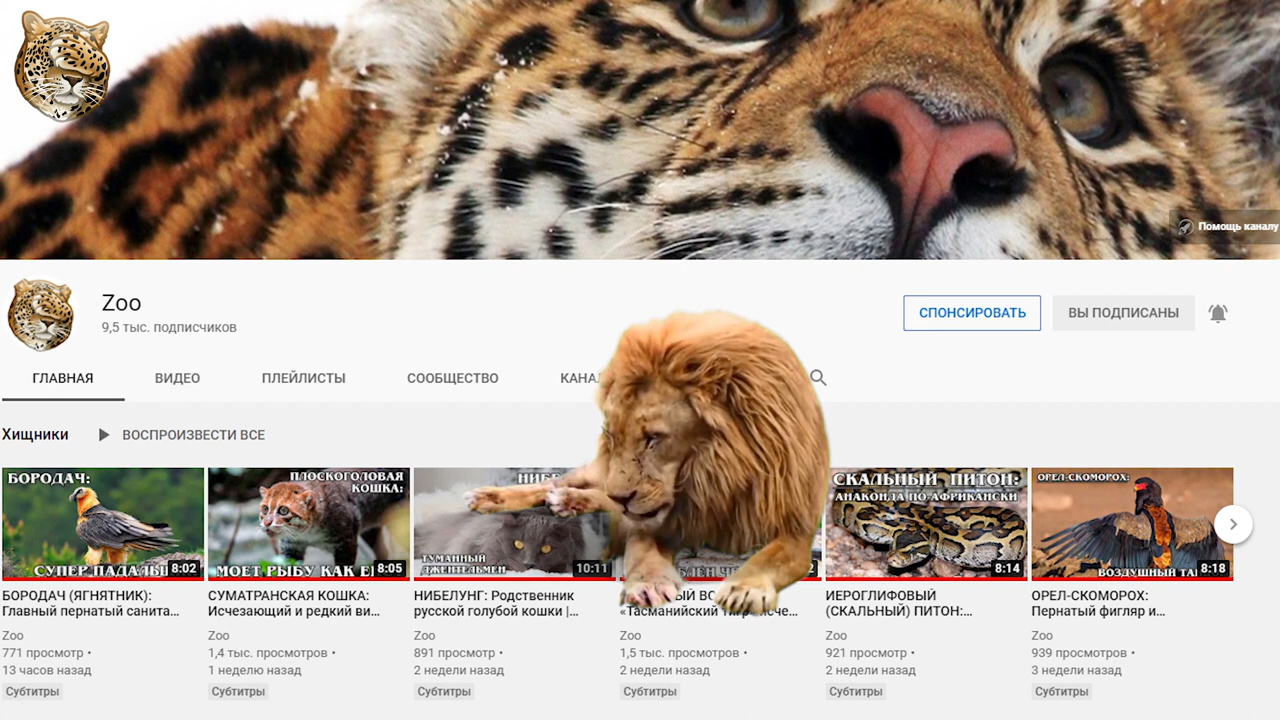 Помощь каналу
Zoo
9,5 тыс. подписчиков
СПОНСИРОВАТЬ
ВЫ ПОДПИСАНЫ
ГЛАВНАЯ
ВИДЕО
ПЛЕЙЛИСТЫ
СООБЩЕСТВО
Хищники
ВОСПРОИЗВЕСТИ ВСЕ
БОРОДАЧ:
8:02
ПЛОСКОГОЛОВАЯ
КОШКА:
МОЕТ РЫБУ КАК
8:05
ТУМАННЫЙ
ДЖЕНТЕЛЬМЕН
10:11
СКАЛЬНЫЙ ПИТОН:
АНАКОНДА ПО-АФРИКАНСКИ
8:14
ОРЕЛ-СКОМОРОХ:
ВОЗДУШНЫЙ
8:18
БОРОДАЧ (ЯГНЯТНИК):
Главный пернатый санита...
СУМАТРАНСКАЯ КОШКА:
Исчезающий и редкий ви...
НИБЕЛУНГ: Родственник
русской голубой кошки |...
«Тасманийский
ИЕРОГЛИФОВЫЙ
(СКАЛЬНЫЙ) ПИТОН:...
ОРЕЛ-СКОМОРОХ:
Пернатый фигляр и...
Zoo
771 просмотр •
13 часов назад
Субтитры
Zoo
1,4 тыс. просмотров •
1 неделю назад
Субтитры
Zoo
891 просмотр •
2 недели назад
Субтитры
Zoo
1,5 тыс. просмотров •
2 недели назад
Субтитры
Zoo
921 просмотр •
2 недели назад
Субтитры
Zoo
939 просмотров •
3 недели назад
Субтитры